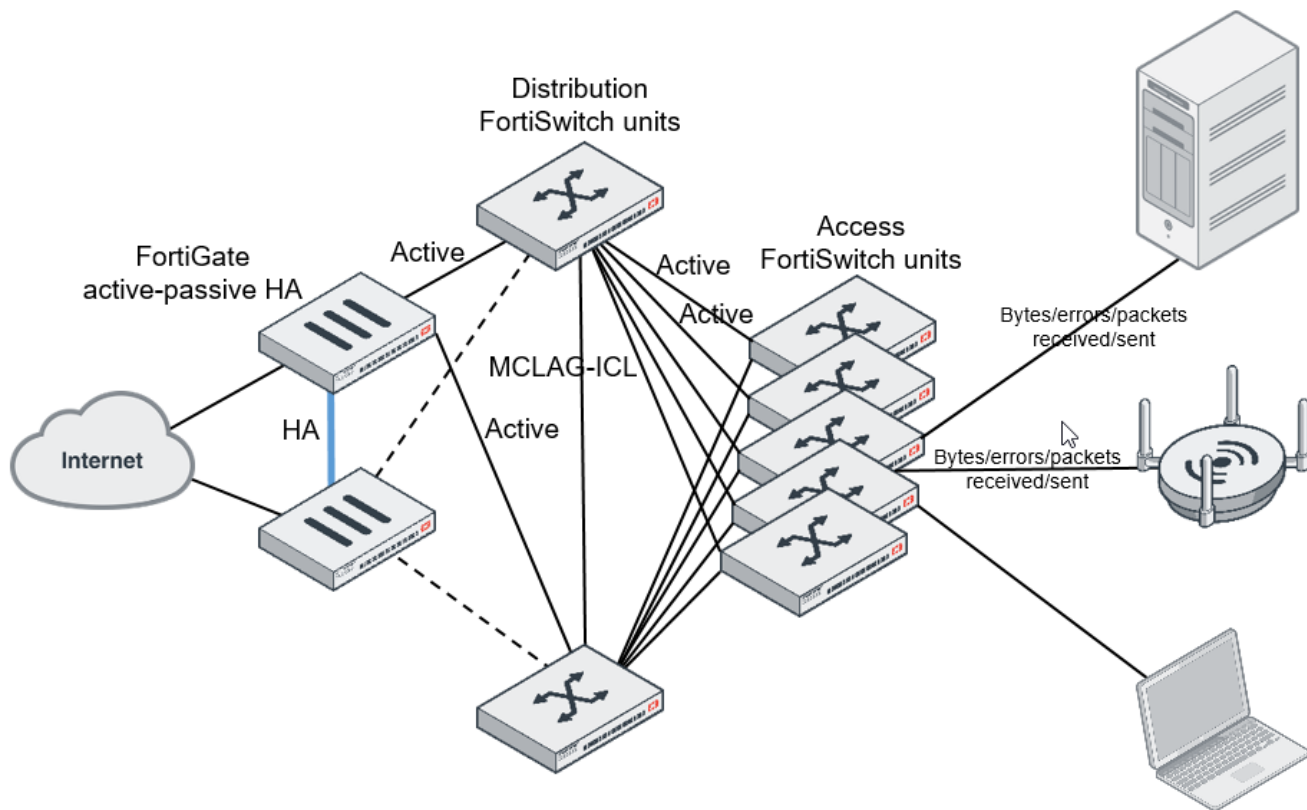 Distribution
FortiSwitch units
FortiGate
active-passive HA
Active
Active
Active
Access
FortiSwitch units
Bytes/errors/packets
received/sent
MCLAG-ICL
HA
Active
Internet
Bytes/errors/packets
received/sent